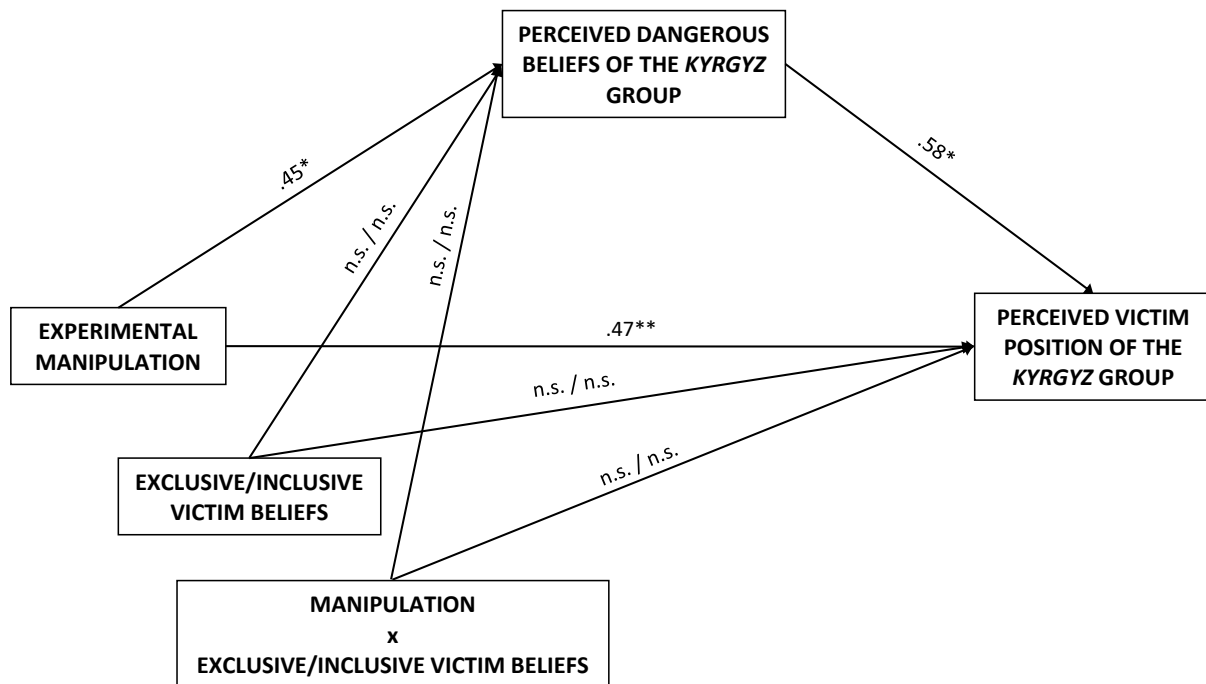 PERCEIVED DANGEROUS
BELIEFS OF THE KYRGYZ
GROUP
.45*
.58*
n.s. / n.s.
n.s. / n.s.
EXPERIMENTAL
MANIPULATION
.47**
PERCEIVED VICTIM
POSITION OF THE
KYRGYZ GROUP
n.s. / n.s.
n.s. / n.s.
EXCLUSIVE/INCLUSIVE
VICTIM BELIEFS
MANIPULATION
x
EXCLUSIVE/INCLUSIVE VICTIM BELIEFS